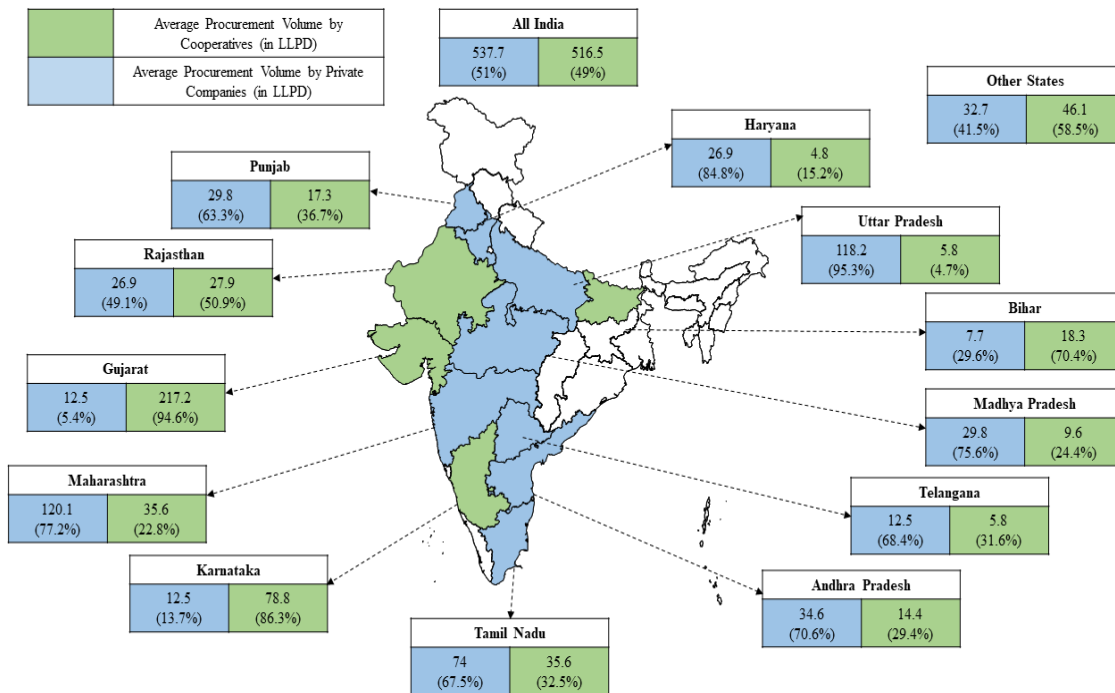 Average Procurement Volume by
Cooperatives (in LLPD)
Average Procurement Volume by Private
Companies (in LLPD)
All India
537.7 516.5
(51%) (49%)
Other States
32.7 46.1
(41.5%) (58.5%)
Haryana
26.9 4.8
(84.8%) (15.2%)
Punjab
29.8 17.3
(63.3%) (36.7%)
Uttar Pradesh
118.2 5.8
(95.3%) (4.7%)
Rajasthan
26.9 27.9
(49.1%) (50.9%)
Bihar
7.7 18.3
(29.6%) (70.4%)
Gujarat
12.5 217.2
(5.4%) (94.6%)
Madhya Pradesh
29.8 9.6
(75.6%) (24.4%)
Maharashtra
120.1 35.6
(77.2%) (22.8%)
Telangana
12.5 5.8
(68.4%) (31.6%)
Karnataka
12.5 78.8
(13.7%) (86.3%)
Andhra Pradesh
34.6 14.4
(70.6%) (29.4%)
Tamil Nadu
74 35.6
(67.5%) (32.5%)